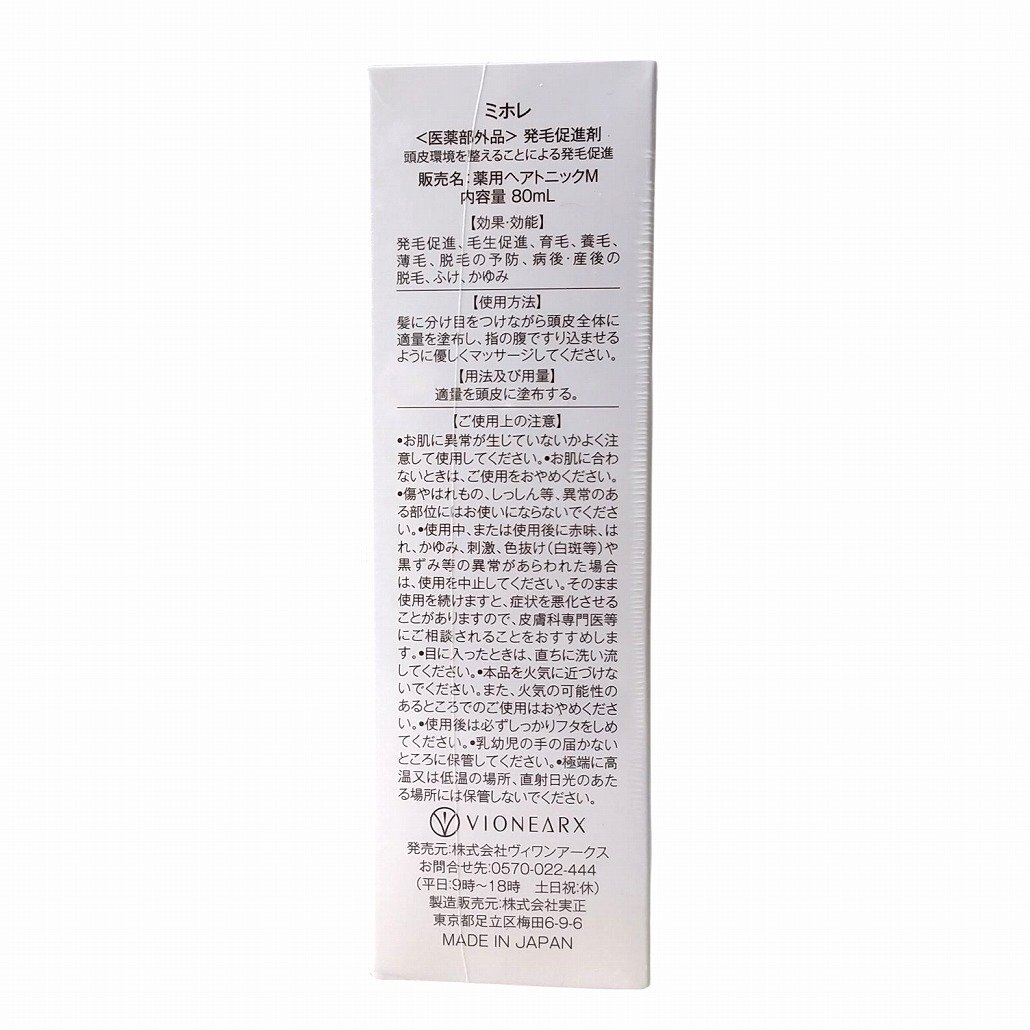 ミホレ
<医薬部外品> 発毛促進剤
頭皮環境を整えることによる発毛促進
販売名:薬用ヘアトニックM
内容量 80mL
【効果・効能】
発毛促進、毛生促進、育毛、養毛、
薄毛、脱毛の予防、病後・産後の
脱毛、ふけ、かゆみ
【使用方法】
髪に分け目をつけながら頭皮全体に
適量を塗布し、指の腹ですり込ませる
ように優しくマッサージしてください。
【用法及び用量】
適量を頭皮に塗布する。
【ご使用上の注意】
•お肌に異常が生じていないかよく注
意して使用してください。•お肌に合わ
ないときは、ご使用をおやめください。
•傷やはれもの、しっしん等、異常のあ
る部位にはお使いにならないでくださ
い。•使用中、または使用後に赤味、は
れ、かゆみ、刺激、色抜け(白斑等)や
黒ずみ等の異常があらわれた場合
は、使用を中止してください。そのまま
使用を続けますと、症状を悪化させる
ことがありますので、皮膚科専門医等
にご相談されることをおすすめしま
す。•目に入ったときは、直ちに洗い流
してください。•本品を火気に近づけな
いでください。また、火気の可能性の
あるところでのご使用はおやめくださ
い。•使用後は必ずしっかりフタをしめ
てください。•乳幼児の手の届かない
ところに保管してください。•極端に高
温又は低温の場所、直射日光のあた
る場所には保管しないでください。
VIONEARX
発売元:株式会社ヴィワンアークス
お問合せ先:0570-022-444
(平日:9時〜18時 土日祝:休)
製造販売元:株式会社実正
東京都足立区梅田6-9-6
MADE IN JAPAN